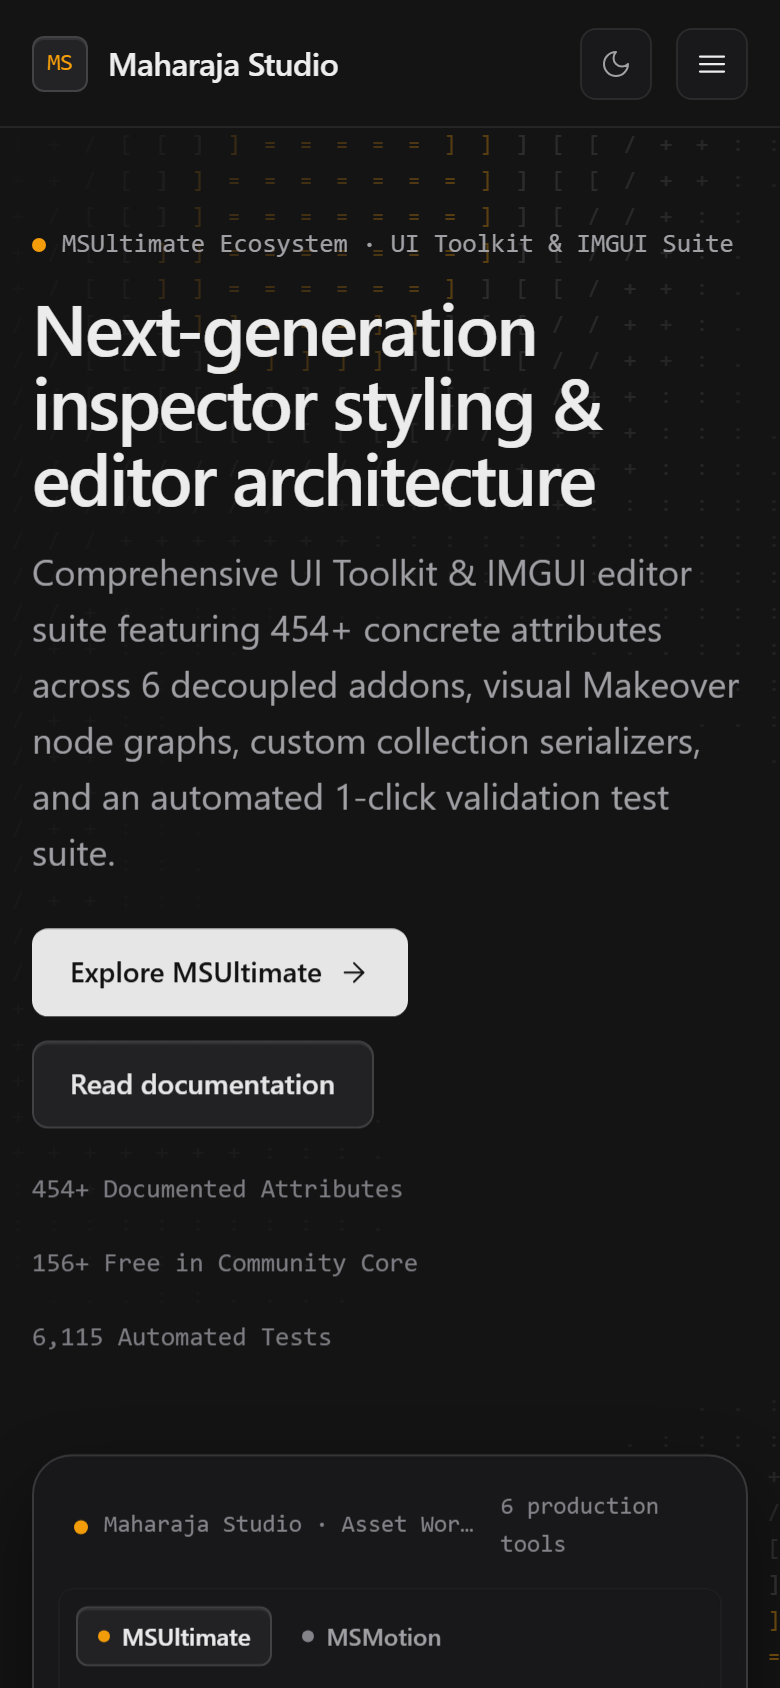 MS
Maharaja Studio
MSUltimate Ecosystem · UI Toolkit & IMGUI Suite
Next-generation
inspector styling &
editor architecture
Comprehensive UI Toolkit & IMGUI editor
suite featuring 454+ concrete attributes
across 6 decoupled addons, visual Makeover
node graphs, custom collection serializers,
and an automated 1-click validation test
suite.
Explore MSUltimate →
Read documentation
454+ Documented Attributes
156+ Free in Community Core
6,115 Automated Tests
Maharaja Studio · Asset Wor…
6 production
tools
MSUltimate
MSMotion